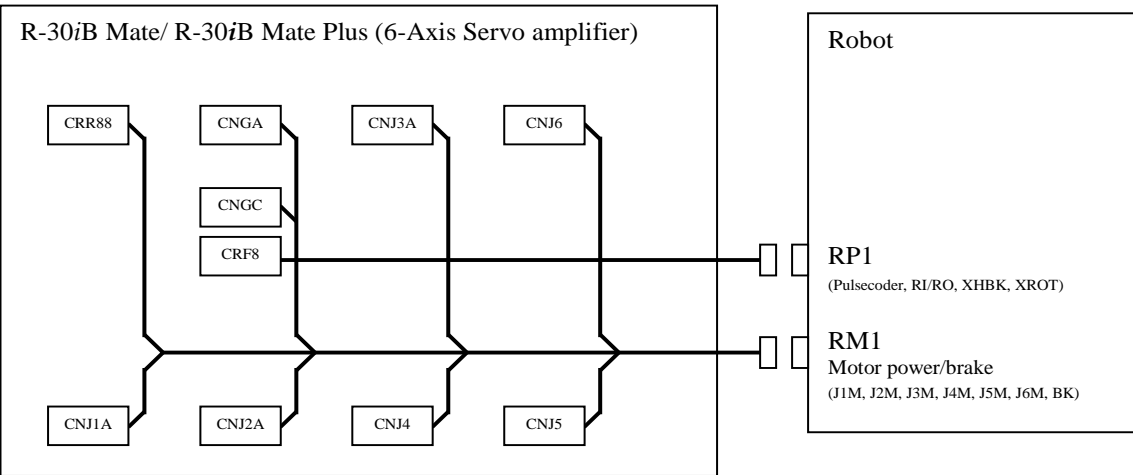 R-30iB Mate/ R-30iB Mate Plus (6-Axis Servo amplifier)
Robot
CRR88
CNGA
CNJ3A
CNJ6
CNGC
CRF8
RP1
(Pulsecoder, RI/RO, XHBK, XROT)
RM1
Motor power/brake
(J1M, J2M, J3M, J4M, J5M, J6M, BK)
CNJ1A
CNJ2A
CNJ4
CNJ5